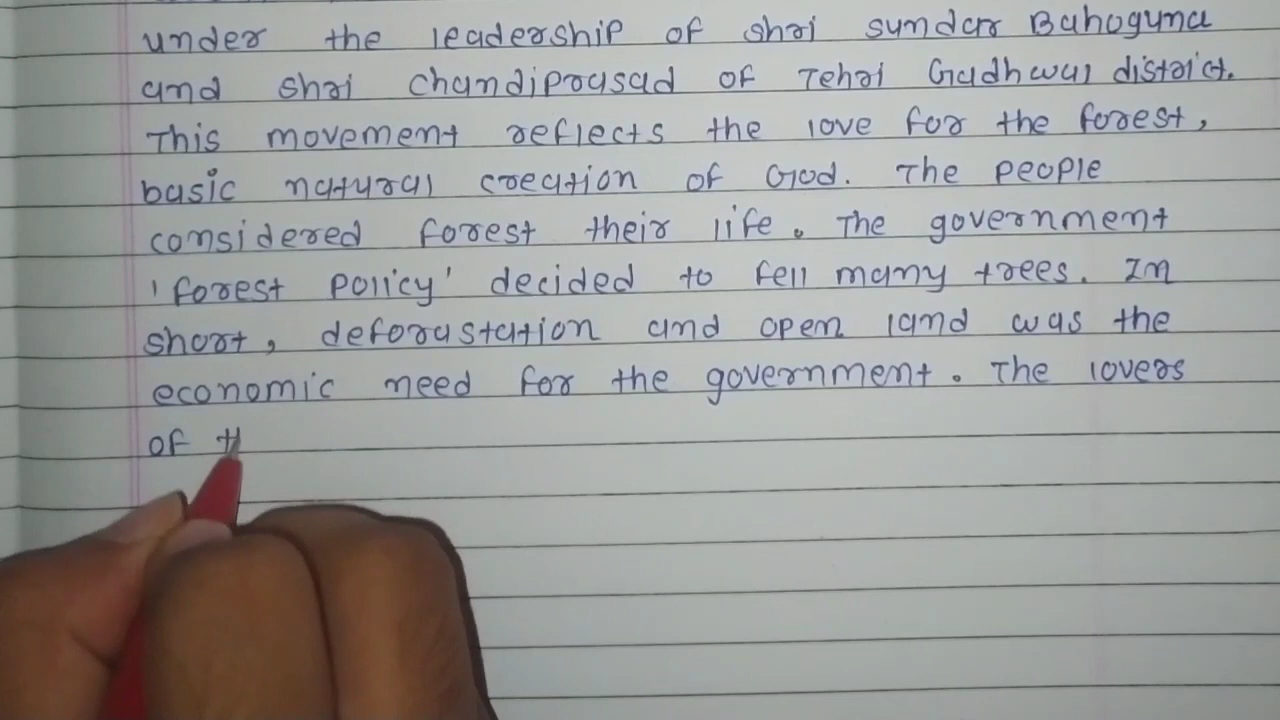 under the leadership of shri sundar Bahoguna
and shri chandiprasad of Tehri Gadhwal district.
This movement reflects the love for the forest,
basic natural creation of God. The people
considered forest their life. The government
'forest policy' decided to fell many trees. In
short, deforastation and open land was the
economic need for the government. The lovers
of